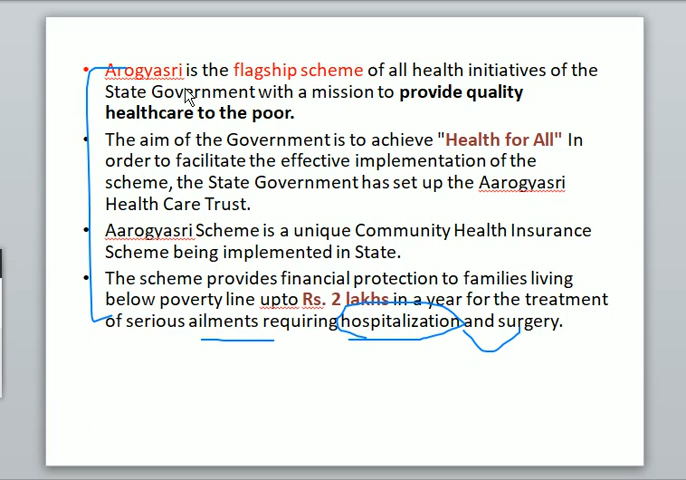 • Arogyasri is the flagship scheme of all health initiatives of the
State Government with a mission to provide quality
healthcare to the poor.
• The aim of the Government is to achieve "Health for All" In
order to facilitate the effective implementation of the
scheme, the State Government has set up the Aarogyasri
Health Care Trust.
• Aarogyasri Scheme is a unique Community Health Insurance
Scheme being implemented in State.
• The scheme provides financial protection to families living
below poverty line upto Rs. 2 lakhs in a year for the treatment
of serious ailments requiring hospitalization and surgery.